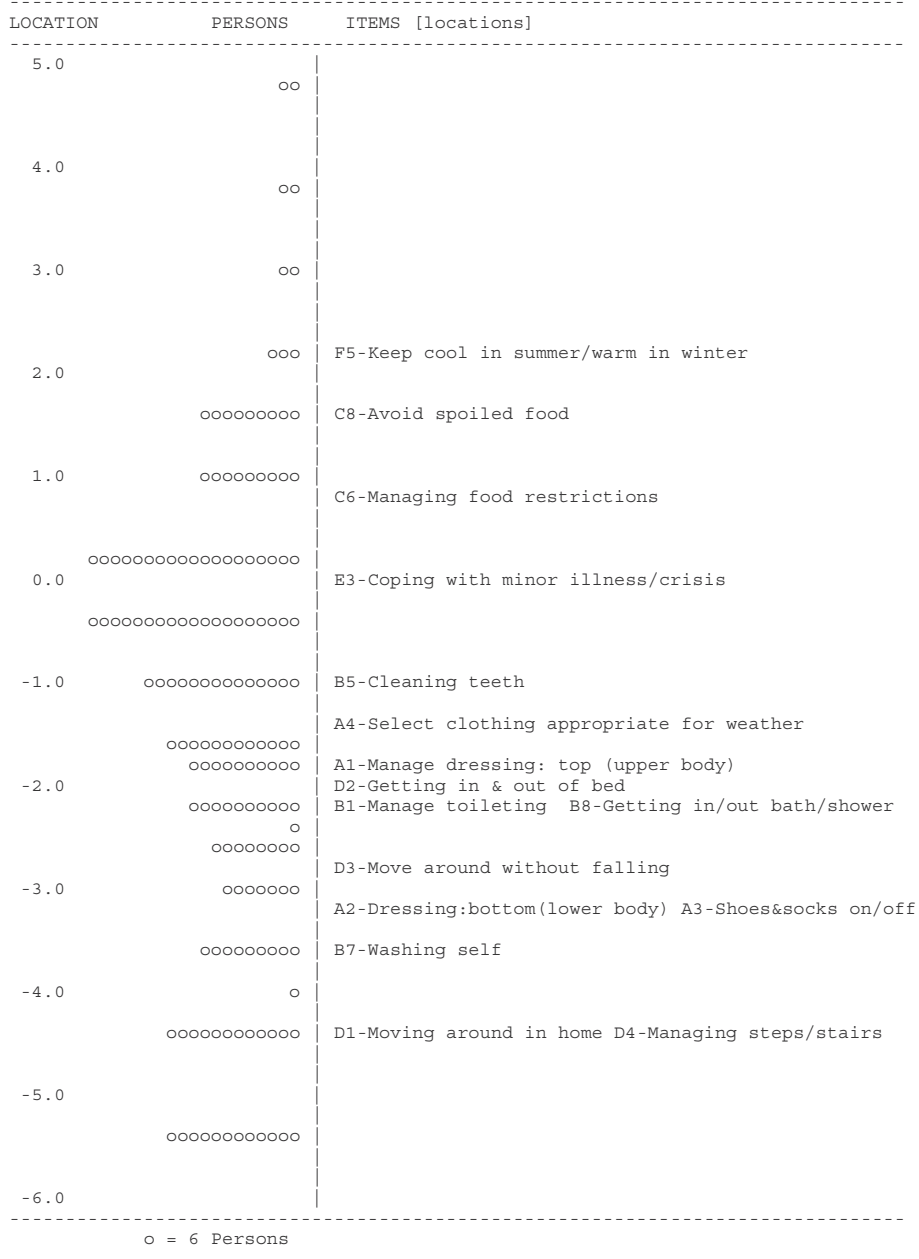 LOCATION PERSONS ITEMS [locations]
5.0
oo
4.0
oo
3.0 oo
ooo F5-Keep cool in summer/warm in winter
2.0
ooooooooo C8-Avoid spoiled food
1.0 ooooooooo
C6-Managing food restrictions
ooooooooooooooooooo
0.0 E3-Coping with minor illness/crisis
ooooooooooooooooooo
-1.0 oooooooooooooo B5-Cleaning teeth
A4-Select clothing appropriate for weather
oooooooooooo
oooooooooo A1-Manage dressing: top (upper body)
-2.0 D2-Getting in & out of bed
oooooooooo B1-Manage toileting B8-Getting in/out bath/shower
o
oooooooo
D3-Move around without falling
-3.0 ooooooo
A2-Dressing:bottom(lower body) A3-Shoes&socks on/off
ooooooooo B7-Washing self
-4.0 o
oooooooooooo D1-Moving around in home D4-Managing steps/stairs
-5.0
oooooooooooo
-6.0
o = 6 Persons